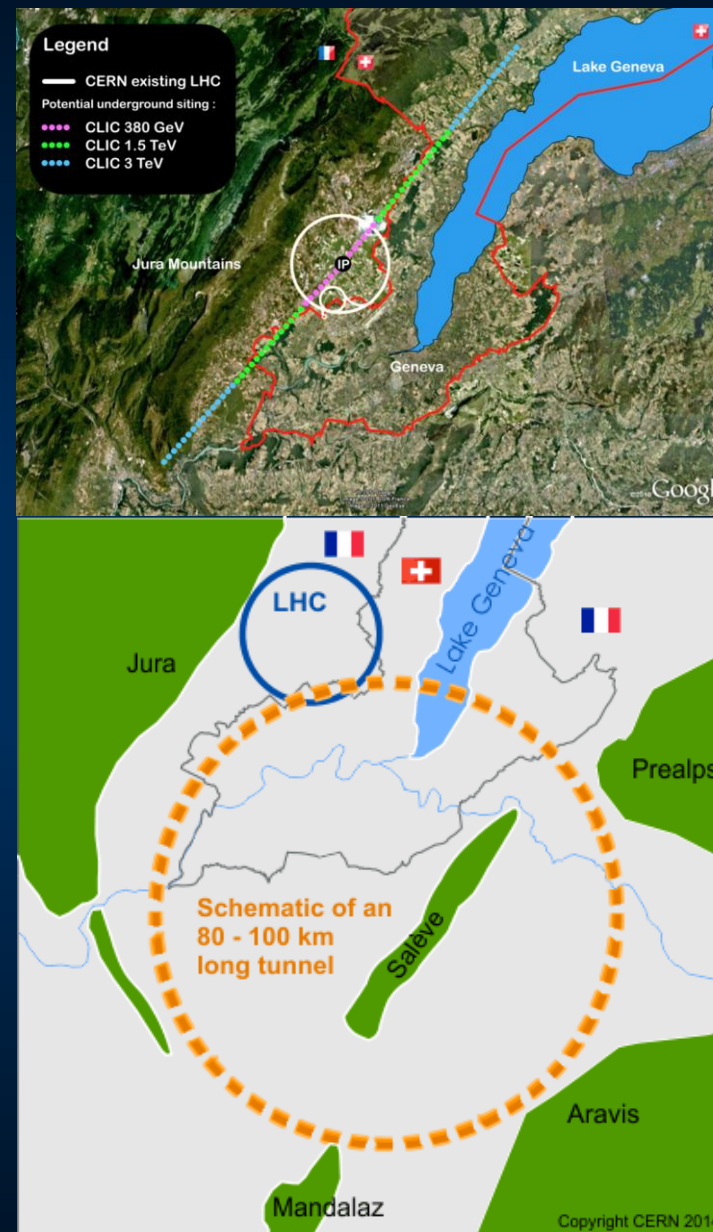 Legend
CERN existing LHC
Potential underground siting :
CLIC 380 GeV
CLIC 1.5 TeV
CLIC 3 TeV
Lake Geneva
Jura Mountains
IP
Geneva
Google
LHC
Lake Geneva
Jura
Prealps
Schematic of an
80 - 100 km
long tunnel
Salève
Aravis
Mandalaz
Copyright CERN 2014